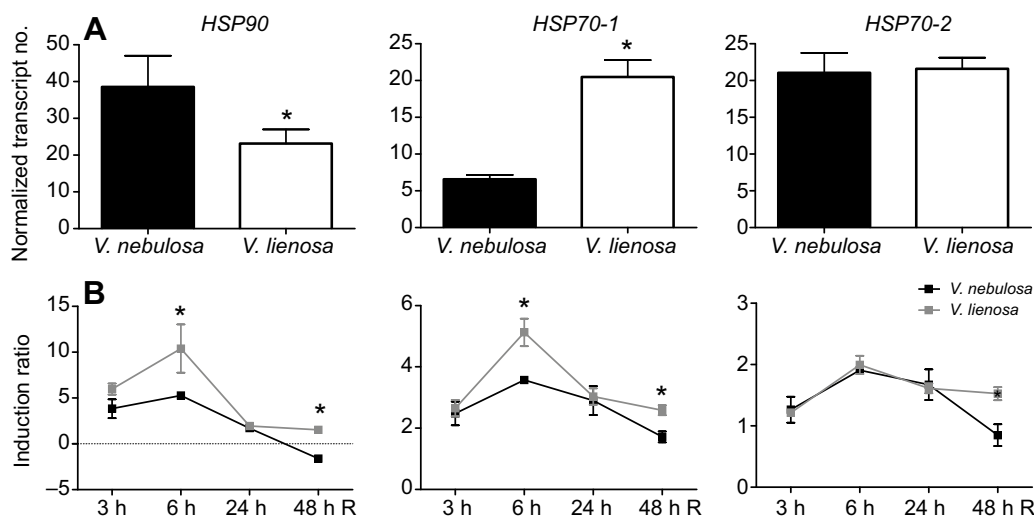 A
HSP90
HSP70-1
HSP70-2
Normalized transcript no.
50
40
30
20
10
0
*
V. nebulosa
V. lienosa
25
20
15
10
5
0
*
V. nebulosa
V. lienosa
25
20
15
10
5
0
V. nebulosa
V. lienosa
B
Induction ratio
15
10
5
0
–5
*
*
3 h
6 h
24 h
48 h R
6
4
2
0
*
*
3 h
6 h
24 h
48 h R
3
2
1
0
V. nebulosa
V. lienosa
*
3 h
6 h
24 h
48 h R